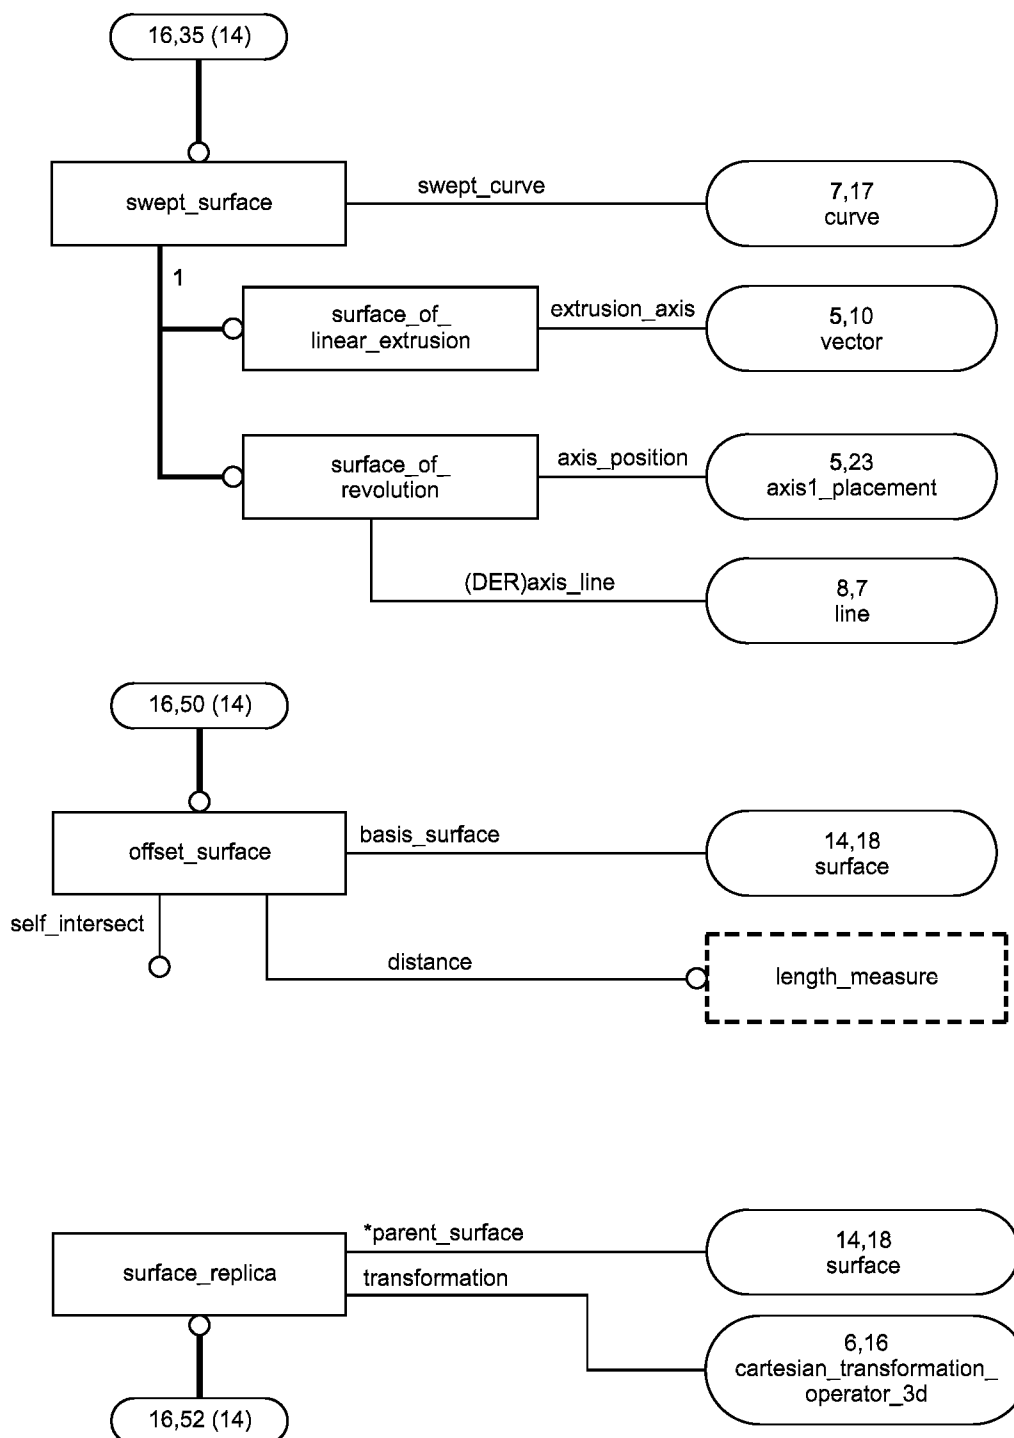 16,35 (14)
swept_surface
swept_curve
7,17
curve
1
surface_of_
linear_extrusion
extrusion_axis
5,10
vector
surface_of_
revolution
axis_position
5,23
axis1_placement
(DER)axis_line
8,7
line
16,50 (14)
offset_surface
basis_surface
14,18
surface
self_intersect
distance
length_measure
surface_replica
*parent_surface
14,18
surface
transformation
6,16
cartesian_transformation_
operator_3d
16,52 (14)